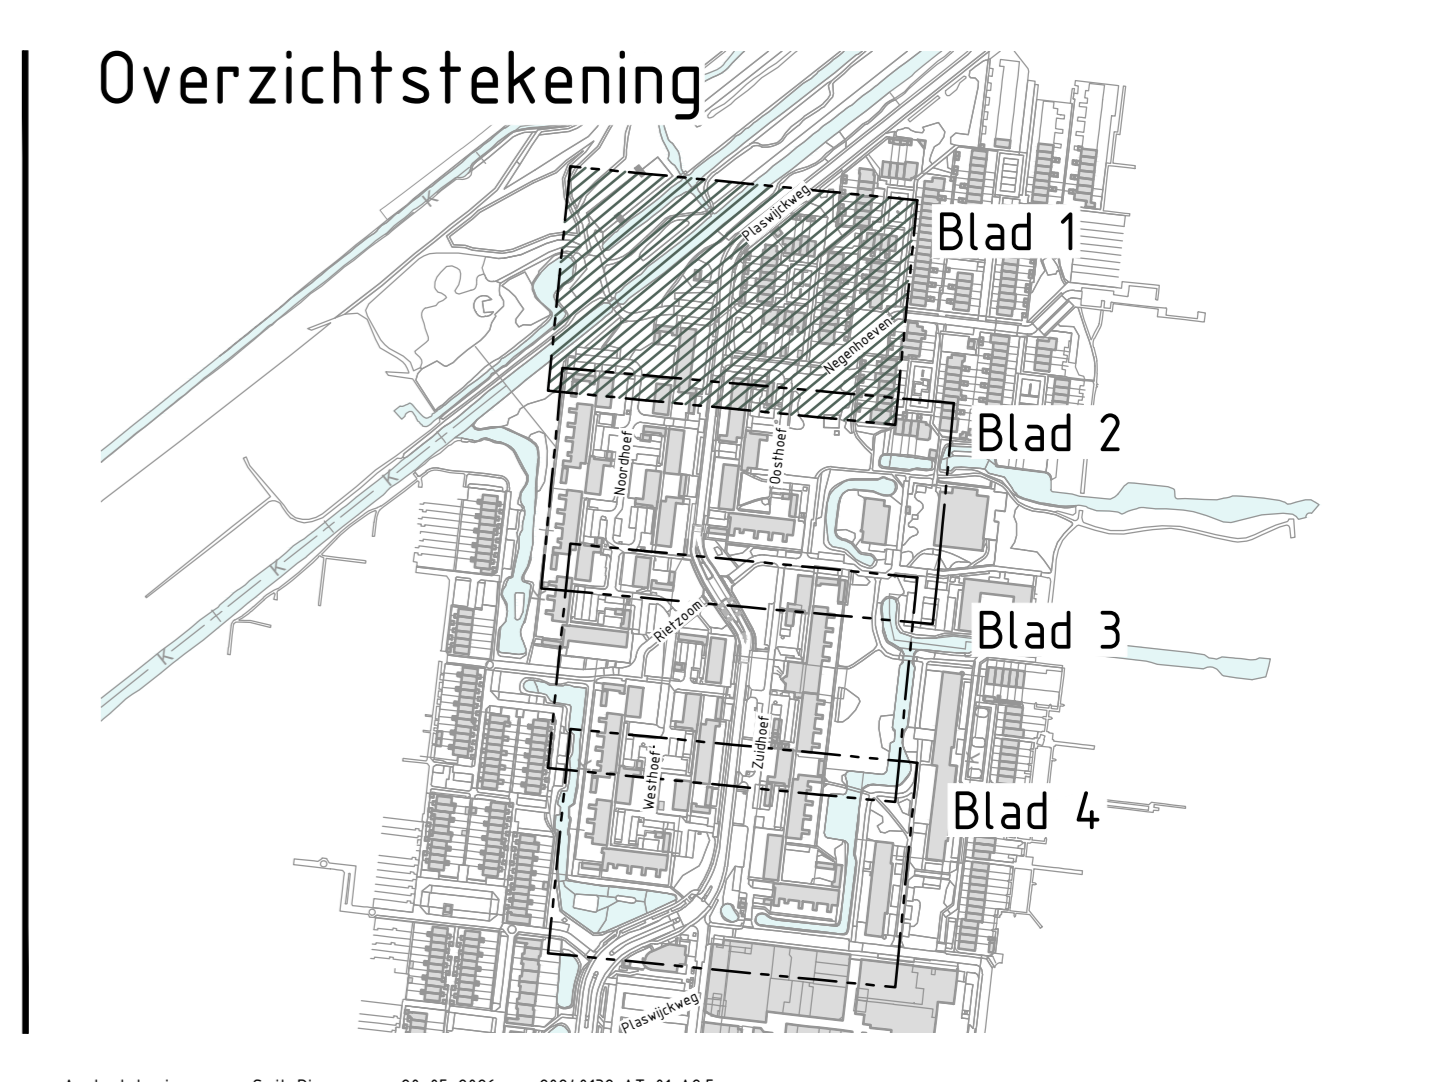 Overzichtstekening
Plaswijckweg
Blad 1
Negenhoeven
Blad 2
Noordhoef
Oosthoef
Rietzoom
Blad 3
Zuidhoef
Westhoef
Blad 4
Plaswijckweg